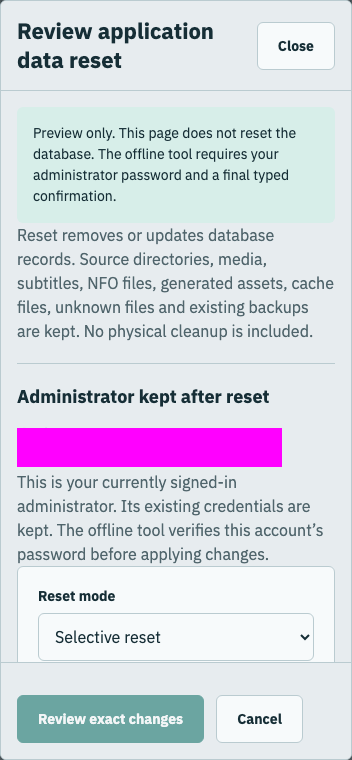 Review application
data reset
Close
Preview only. This page does not reset the
database. The offline tool requires your
administrator password and a final typed
confirmation.
Reset removes or updates database
records. Source directories, media,
subtitles, NFO files, generated assets, cache
files, unknown files and existing backups
are kept. No physical cleanup is included.
Administrator kept after reset
This is your currently signed-in
administrator. Its existing credentials are
kept. The offline tool verifies this account’s
password before applying changes.
Reset mode
Selective reset
Review exact changes
Cancel